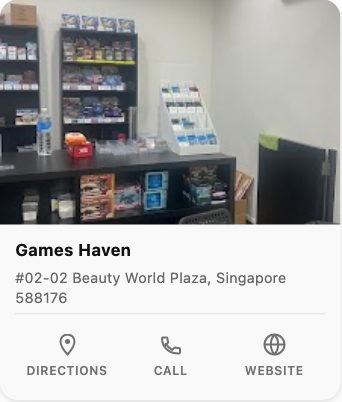 Games Haven
#02-02 Beauty World Plaza, Singapore
588176
DIRECTIONS
CALL
WEBSITE